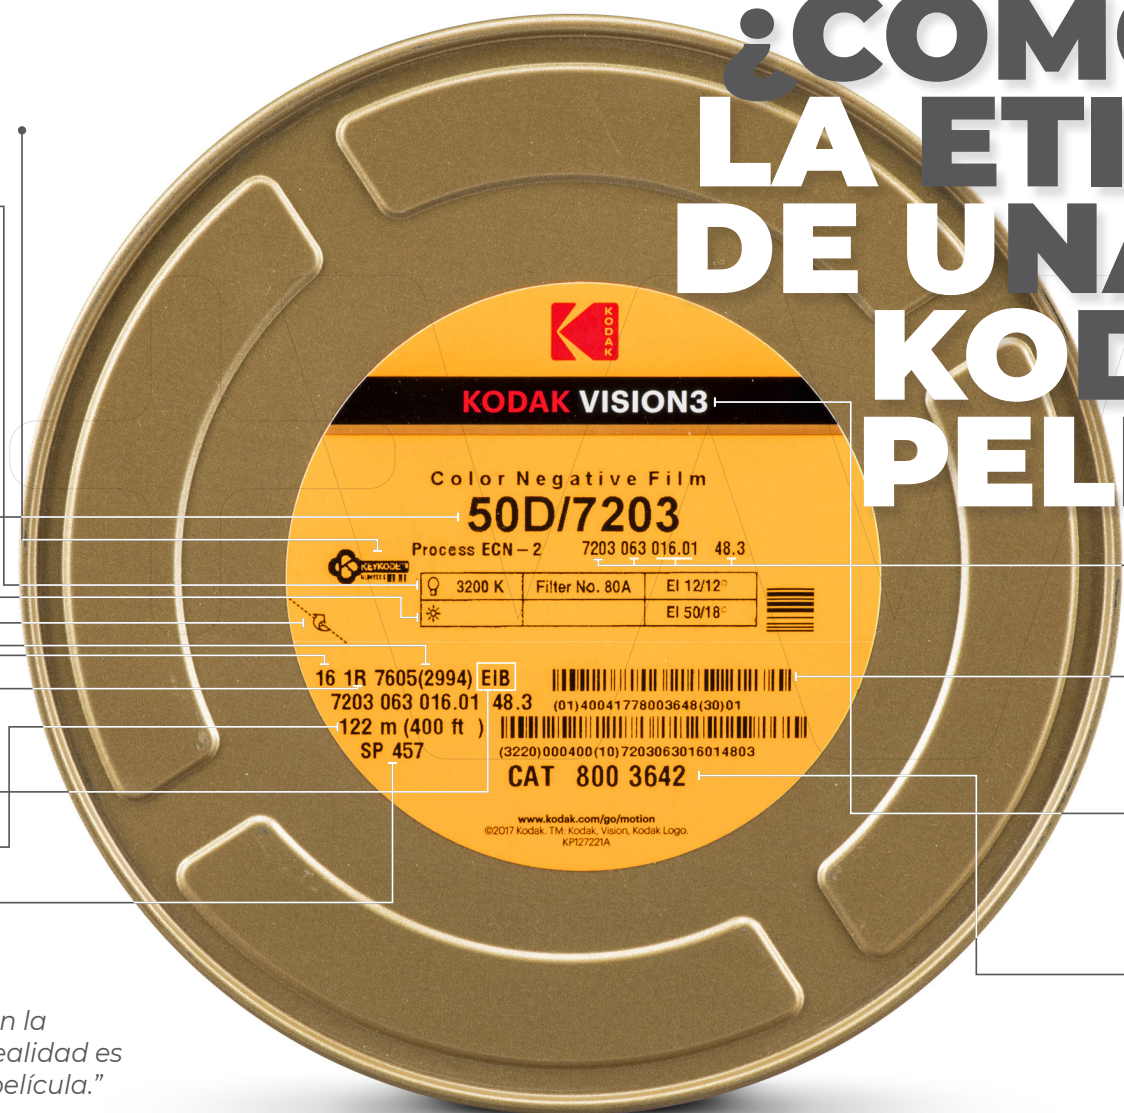 ¿COMO
LA ETI
DE UNA
KOD
PEL
KODAK
KODAK VISION3
Color Negative Film
50D/7203
Process ECN – 2 7203 063 016.01 48.3
KEYKODE
3200 K Filter No. 80A EI 12/12°
EI 50/18°
16 1R 7605(2994) EIB
7203 063 016.01 48.3
(01)40041778003648(30)01
122 m (400 ft )
SP 457
(3220)000400(10)7203063016014803
CAT 800 3642
www.kodak.com/go/motion
©2017 Kodak. TM: Kodak, Vision, Kodak Logo.
KP127221A
n la
ealidad es
película.”